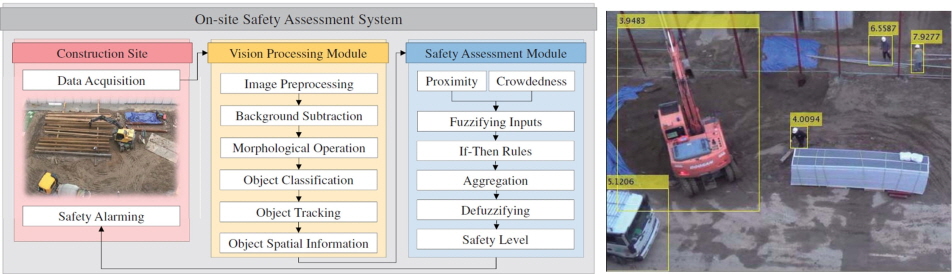 On-site Safety Assessment System
Construction Site
Data Acquisition
Safety Alarming
Vision Processing Module
Image Preprocessing
Background Subtraction
Morphological Operation
Object Classification
Object Tracking
Object Spatial Information
Safety Assessment Module
Proximity
Crowdedness
Fuzzifying Inputs
If-Then Rules
Aggregation
Defuzzifying
Safety Level
3.9483
6.5587
7.9277
4.0094
5.1206